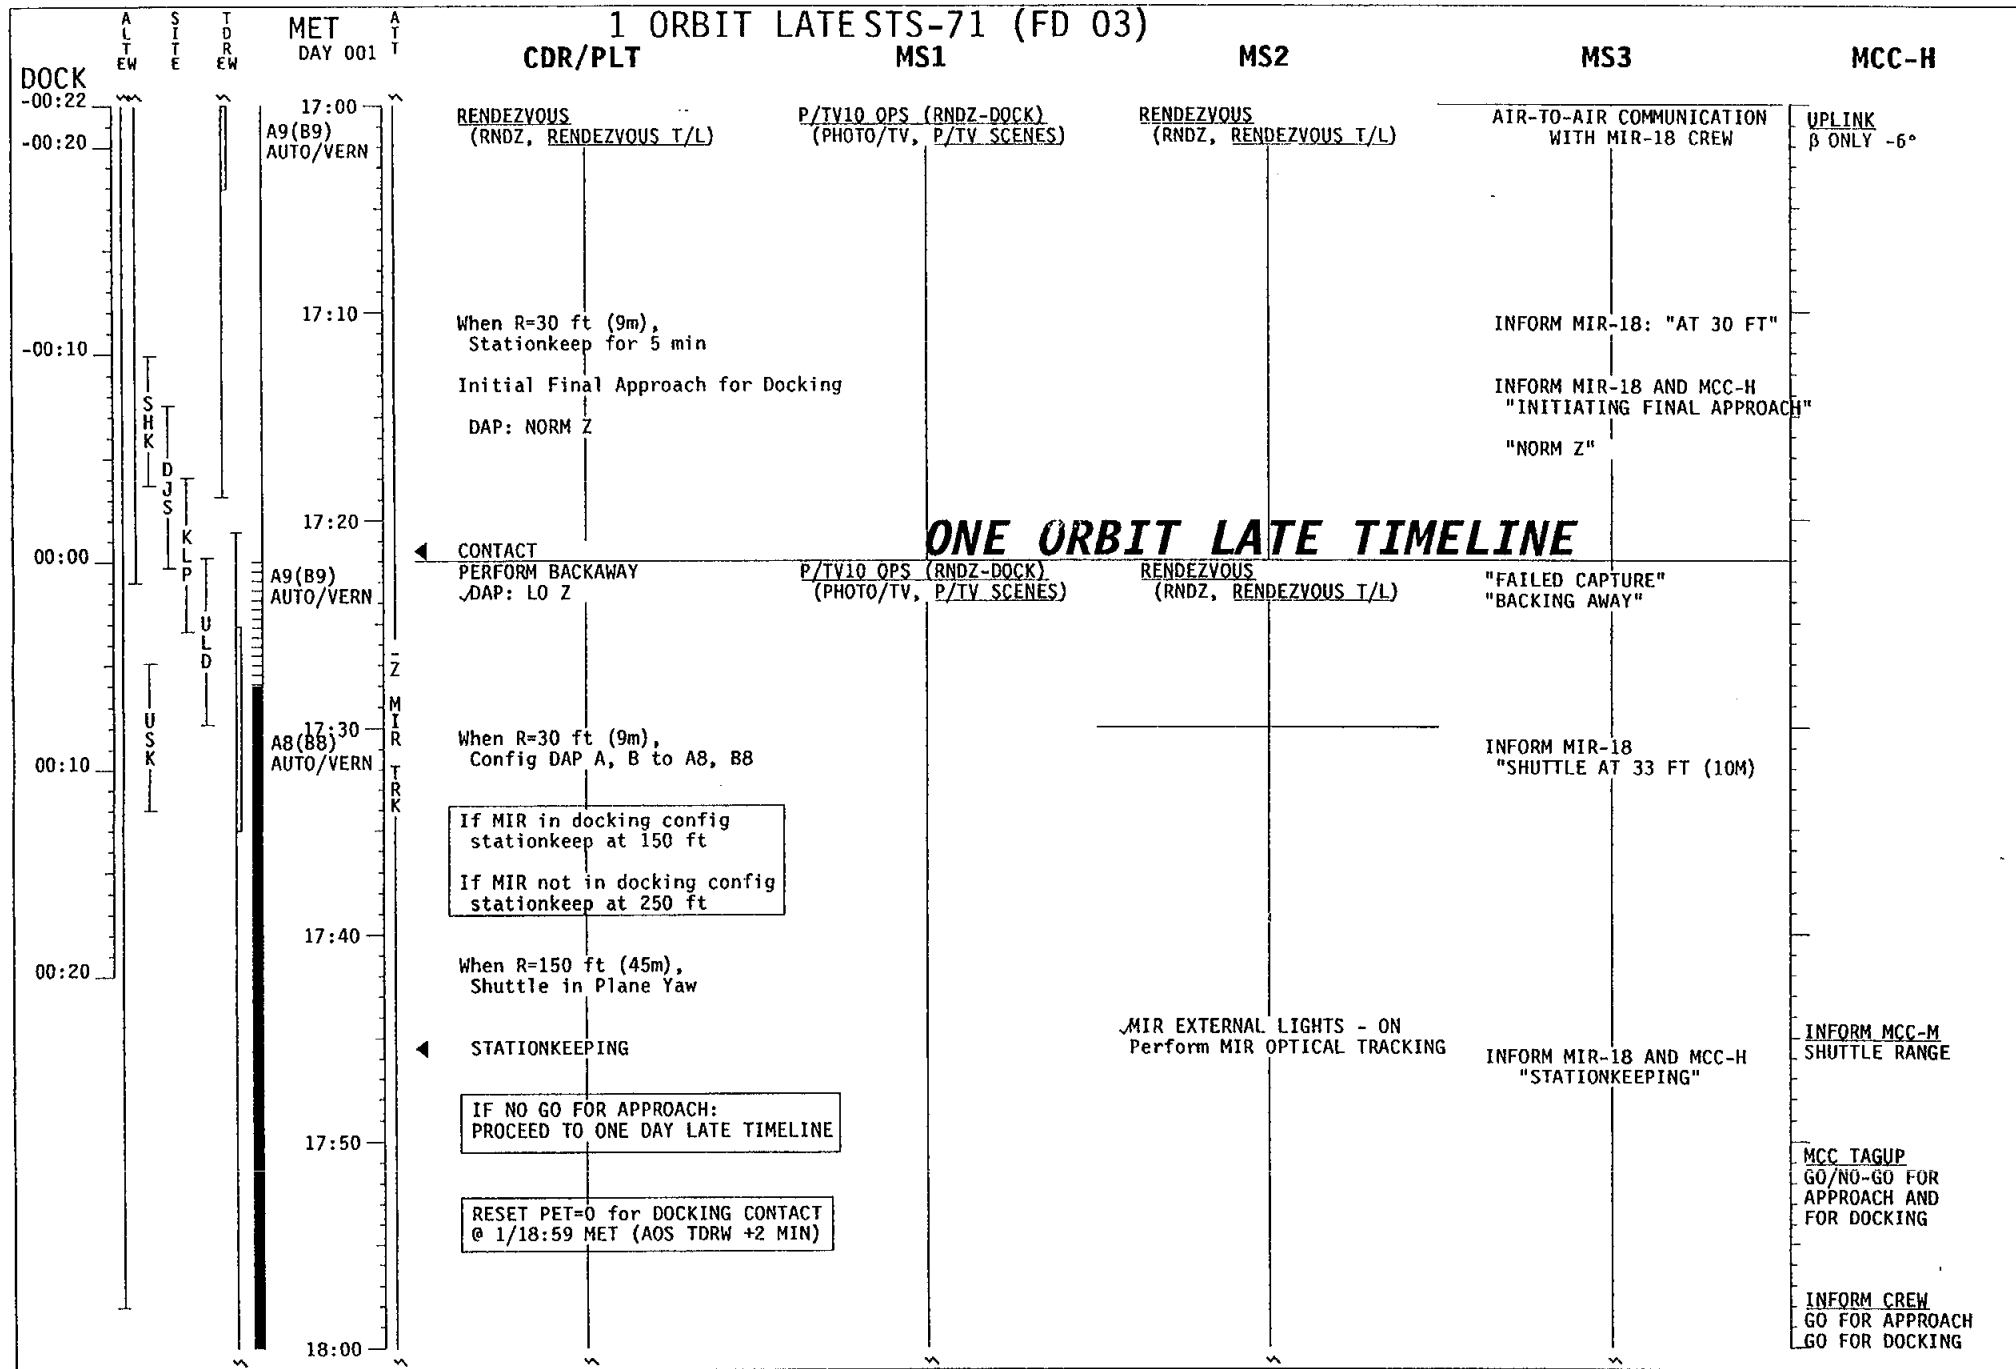 1 ORBIT LATE STS-71 (FD 03)
ALT EW
SITE
TDR EW
MET
DAY 001
ATT
CDR/PLT
MS1
MS2
MS3
MCC-H
DOCK
-00:22
-00:20
-00:10
00:00
00:10
00:20
SHK
DJS
KLP
ULD
USK
A9(B9)
AUTO/VERN
A9(B9)
AUTO/VERN
A8(B8)
AUTO/VERN
17:00
17:10
17:20
17:30
17:40
17:50
18:00
-Z MIR TRK
RENDEZVOUS
(RNDZ, RENDEZVOUS T/L)
When R=30 ft (9m),
Stationkeep for 5 min
Initial Final Approach for Docking
DAP: NORM Z
CONTACT
PERFORM BACKAWAY
✓DAP: LO Z
When R=30 ft (9m),
Config DAP A, B to A8, B8
If MIR in docking config
stationkeep at 150 ft
If MIR not in docking config
stationkeep at 250 ft
When R=150 ft (45m),
Shuttle in Plane Yaw
STATIONKEEPING
IF NO GO FOR APPROACH:
PROCEED TO ONE DAY LATE TIMELINE
RESET PET=0 for DOCKING CONTACT
@ 1/18:59 MET (AOS TDRW +2 MIN)
P/TV10 OPS (RNDZ-DOCK)
(PHOTO/TV, P/TV SCENES)
ONE ORBIT LATE TIMELINE
P/TV10 OPS (RNDZ-DOCK)
(PHOTO/TV, P/TV SCENES)
RENDEZVOUS
(RNDZ, RENDEZVOUS T/L)
RENDEZVOUS
(RNDZ, RENDEZVOUS T/L)
✓MIR EXTERNAL LIGHTS - ON
Perform MIR OPTICAL TRACKING
AIR-TO-AIR COMMUNICATION
WITH MIR-18 CREW
INFORM MIR-18: "AT 30 FT"
INFORM MIR-18 AND MCC-H
"INITIATING FINAL APPROACH"
"NORM Z"
"FAILED CAPTURE"
"BACKING AWAY"
INFORM MIR-18
"SHUTTLE AT 33 FT (10M)
INFORM MIR-18 AND MCC-H
"STATIONKEEPING"
UPLINK
β ONLY -6°
INFORM MCC-M
SHUTTLE RANGE
MCC TAGUP
GO/NO-GO FOR
APPROACH AND
FOR DOCKING
INFORM CREW
GO FOR APPROACH
GO FOR DOCKING